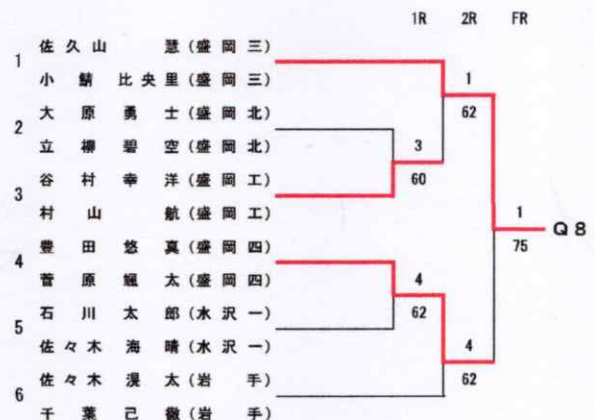 1R 2R FR
佐久山 慧(盛岡三)
1
小鯖 比央里(盛岡三)
1
62
大原 勇士(盛岡北)
2
立柳 碧空(盛岡北)
3
60
谷村 幸洋(盛岡工)
3
村山 航(盛岡工)
1
75
Q8
豊田 悠真(盛岡四)
4
菅原 颯太(盛岡四)
4
62
石川 太郎(水沢一)
5
佐々木 海晴(水沢一)
4
62
佐々木 滉太(岩手)
6
千葉 己徹(岩手)